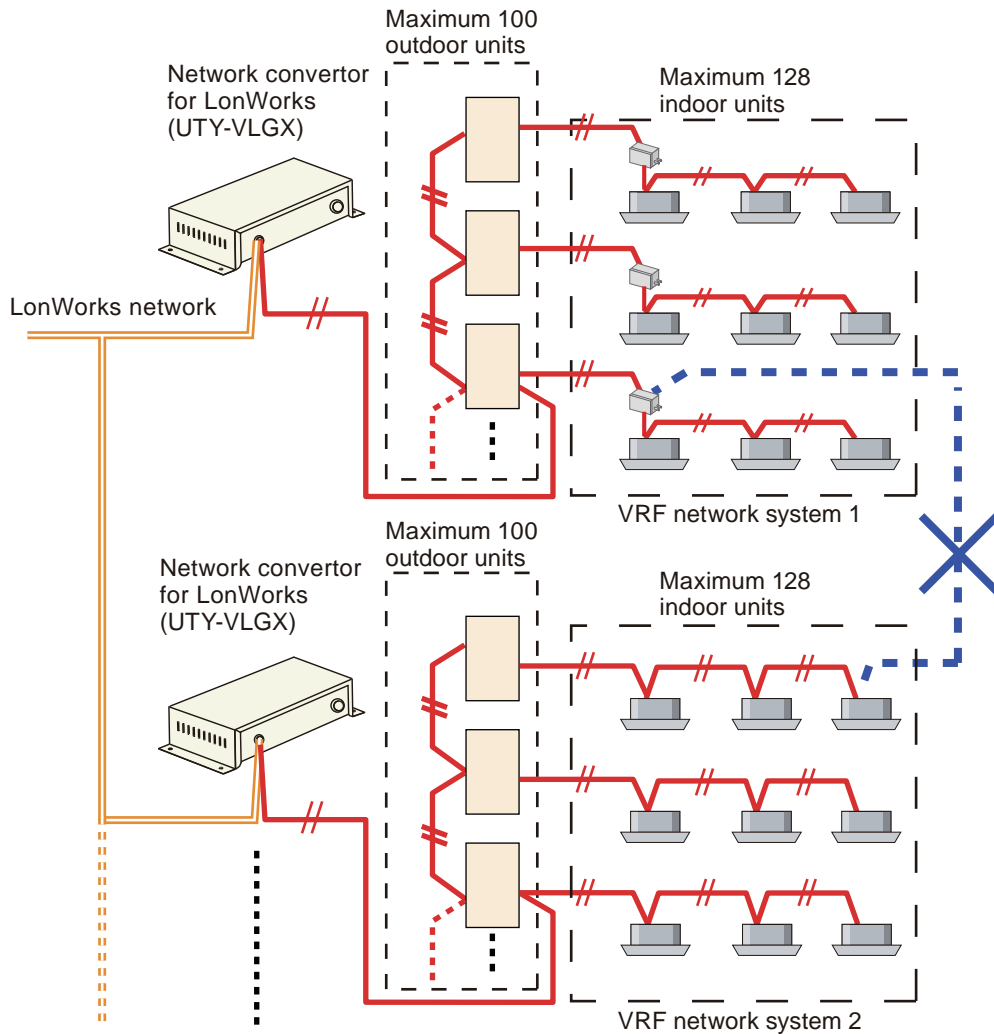 Maximum 100
outdoor units
Network convertor
for LonWorks
(UTY-VLGX)
Maximum 128
indoor units
LonWorks network
VRF network system 1
Maximum 100
outdoor units
Network convertor
for LonWorks
(UTY-VLGX)
Maximum 128
indoor units
VRF network system 2